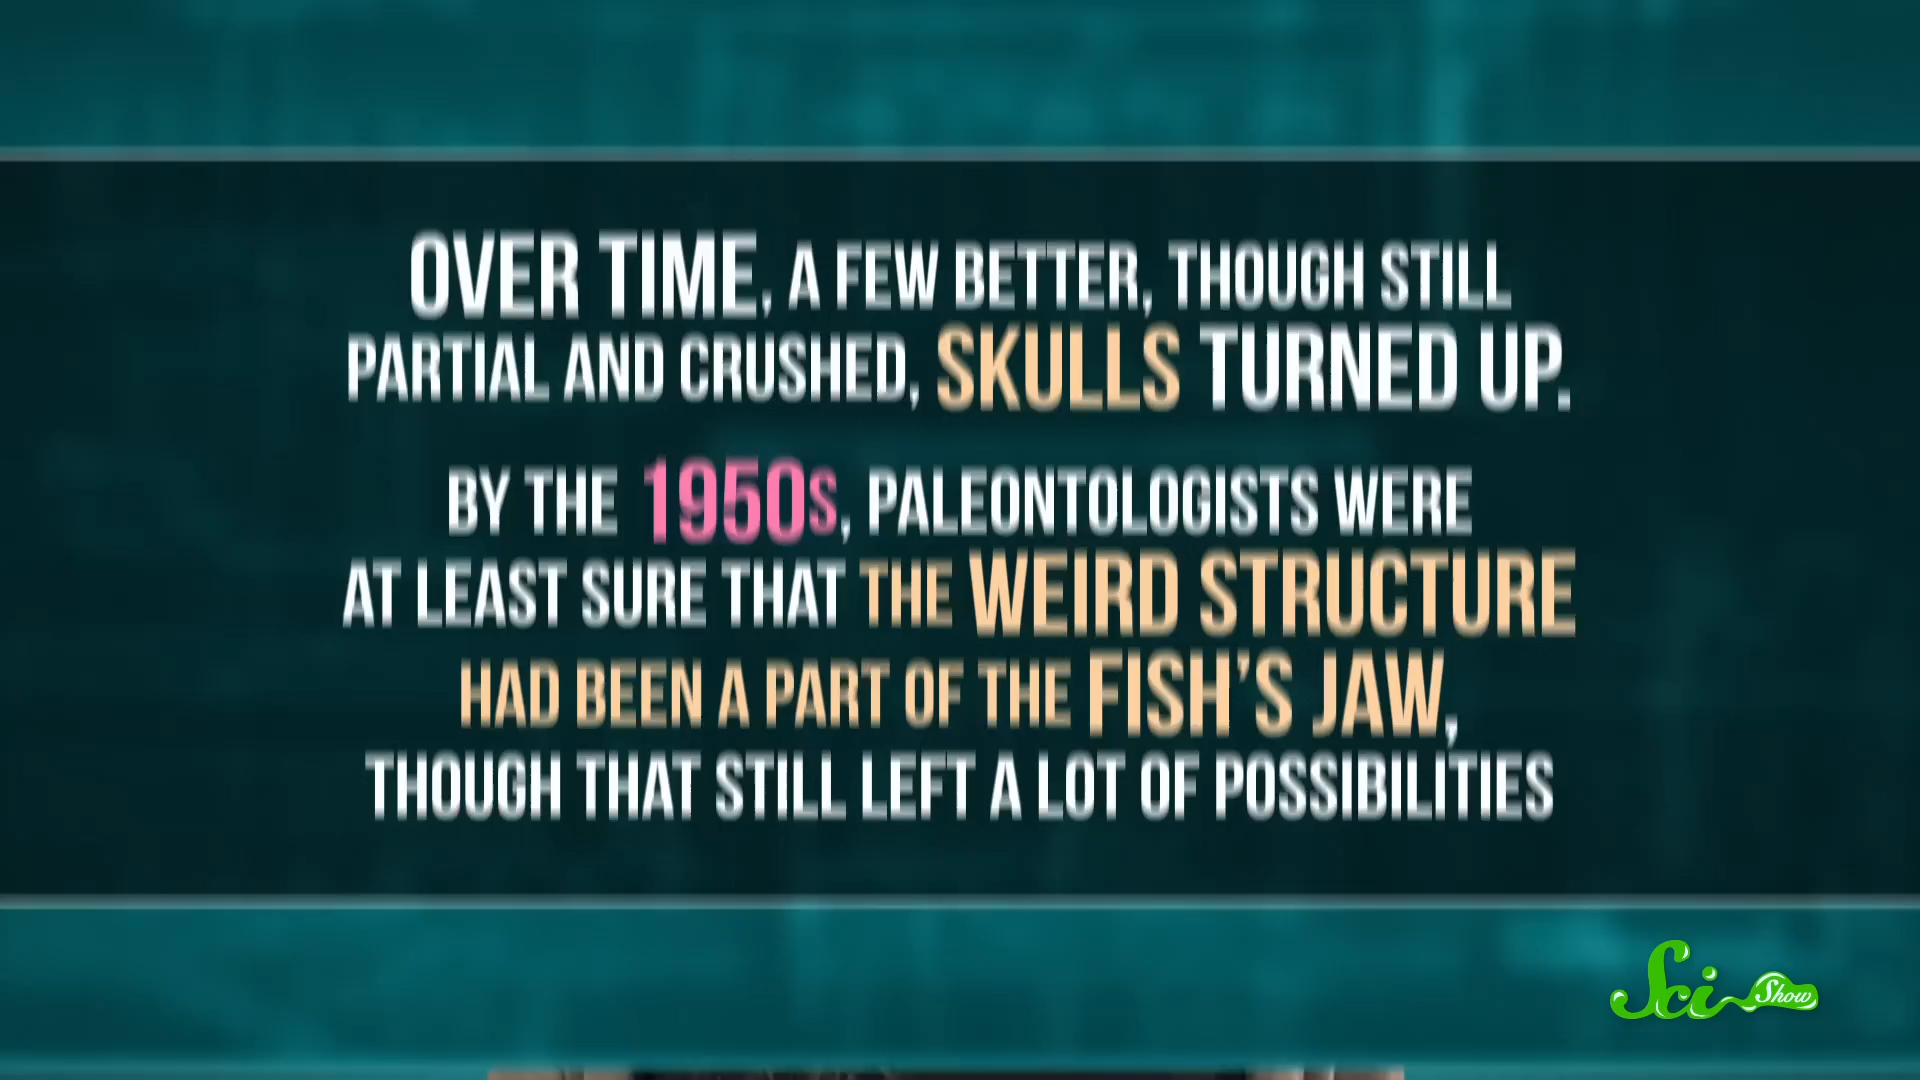 OVER TIME, A FEW BETTER, THOUGH STILL
PARTIAL AND CRUSHED, SKULLS TURNED UP.
BY THE 1950s, PALEONTOLOGISTS WERE
AT LEAST SURE THAT THE WEIRD STRUCTURE
HAD BEEN A PART OF THE FISH'S JAW,
THOUGH THAT STILL LEFT A LOT OF POSSIBILITIES
Sci Show